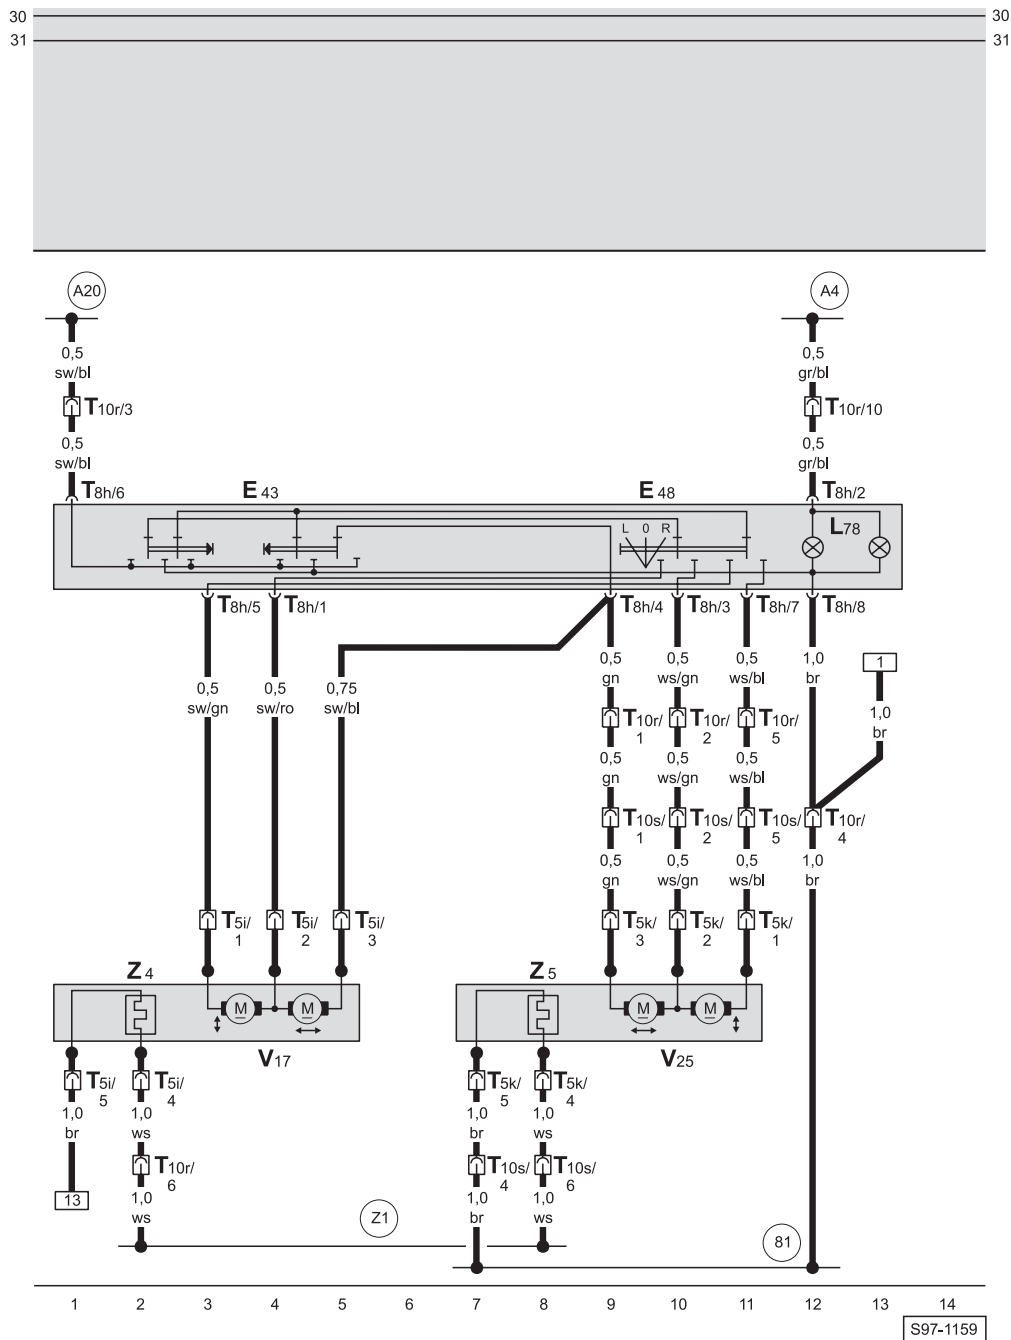 30 30
31 31
A20 A4
0,5 0,5
sw/bl gr/bl
T10r/3 T10r/10
0,5 0,5
sw/bl gr/bl
T8h/6 E43 E48 T8h/2
L 0 R L78
T8h/5 T8h/1 T8h/4 T8h/3 T8h/7 T8h/8
0,5 0,5 0,5 1,0 1
gn ws/gn ws/bl br
0,5 0,5 0,75
sw/gn sw/ro sw/bl
T10r/ T10r/ T10r/ 1,0
1 2 5 br
0,5 0,5 0,5
gn ws/gn ws/bl
T10s/ T10s/ T10s/ T10r/
1 2 5 4
0,5 0,5 0,5 1,0
gn ws/gn ws/bl br
T5i/ T5i/ T5i/ T5k/ T5k/ T5k/
1 2 3 3 2 1
Z4 Z5
M M M M
V17 V25
T5i/ T5i/ T5k/ T5k/
5 4 5 4
1,0 1,0 1,0 1,0
br ws br ws
T10r/ T10s/ T10s/
6 4 6
13 1,0 1,0 1,0
ws br ws
Z1
81
1 2 3 4 5 6 7 8 9 10 11 12 13 14
S97-1159